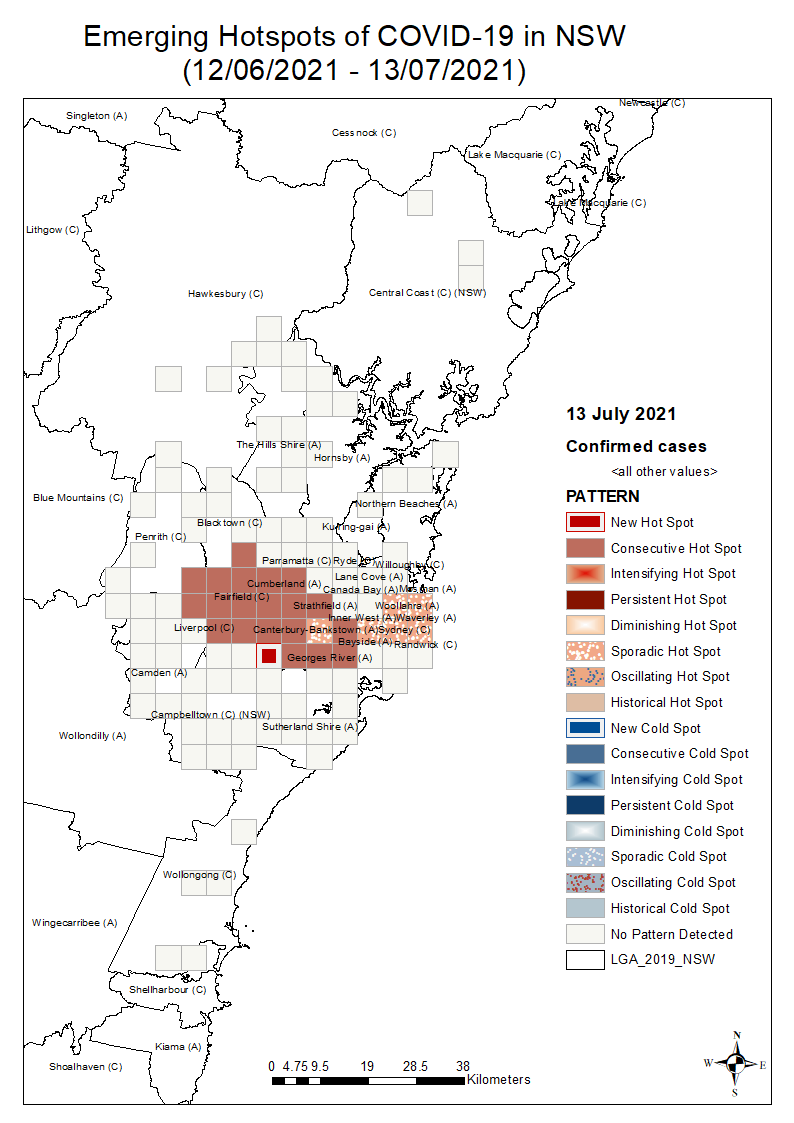 Emerging Hotspots of COVID-19 in NSW
(12/06/2021 - 13/07/2021)
Newcastle (C)
Singleton (A)
Cessnock (C)
Lake Macquarie (C)
Lake Macquarie (C)
Lithgow (C)
Hawkesbury (C)
Central Coast (C) (NSW)
The Hills Shire (A)
Hornsby (A)
Blue Mountains (C)
Northern Beaches (A)
Blacktown (C)
Ku-ring-gai (A)
Penrith (C)
Parramatta (C)
Ryde (C)
Willoughby (C)
Lane Cove (A)
Cumberland (A)
Canada Bay (A)
Mosman (A)
Fairfield (C)
Strathfield (A)
Woollahra (A)
Inner West (A)
Waverley (A)
Liverpool (C)
Canterbury-Bankstown (A)
Sydney (C)
Bayside (A)
Randwick (C)
Georges River (A)
Camden (A)
Campbelltown (C) (NSW)
Sutherland Shire (A)
Wollondilly (A)
Wollongong (C)
Wingecarribee (A)
Shellharbour (C)
Kiama (A)
Shoalhaven (C)
13 July 2021
Confirmed cases
<all other values>
PATTERN
New Hot Spot
Consecutive Hot Spot
Intensifying Hot Spot
Persistent Hot Spot
Diminishing Hot Spot
Sporadic Hot Spot
Oscillating Hot Spot
Historical Hot Spot
New Cold Spot
Consecutive Cold Spot
Intensifying Cold Spot
Persistent Cold Spot
Diminishing Cold Spot
Sporadic Cold Spot
Oscillating Cold Spot
Historical Cold Spot
No Pattern Detected
LGA_2019_NSW
N
W E
S
0 4.75 9.5 19 28.5 38
Kilometers